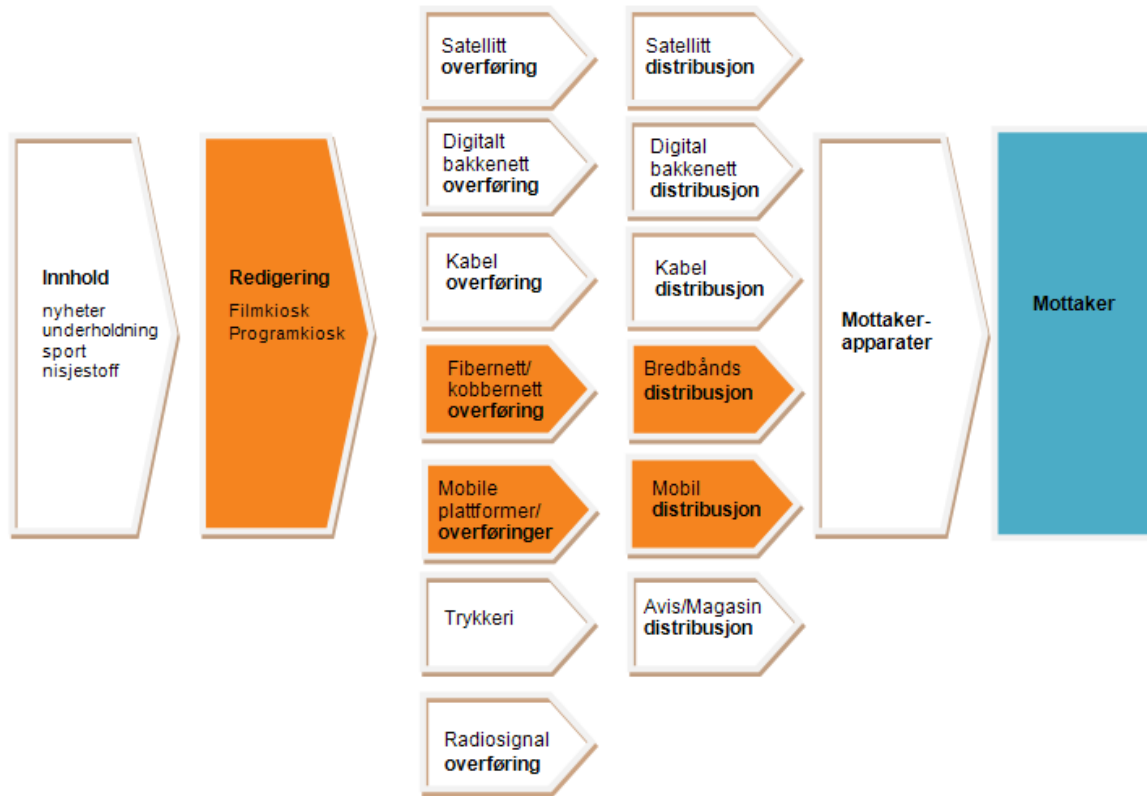 Innhold
nyheter
underholdning
sport
nisjestoff
Redigering
Filmkiosk
Programkiosk
Satellitt
overføring
Digitalt
bakkenett
overføring
Kabel
overføring
Fibernett/
kobbernett
overføring
Mobile
plattformer/
overføringer
Trykkeri
Radiosignal
overføring
Satellitt
distribusjon
Digital
bakkenett
distribusjon
Kabel
distribusjon
Bredbånds
distribusjon
Mobil
distribusjon
Avis/Magasin
distribusjon
Mottaker-
apparater
Mottaker